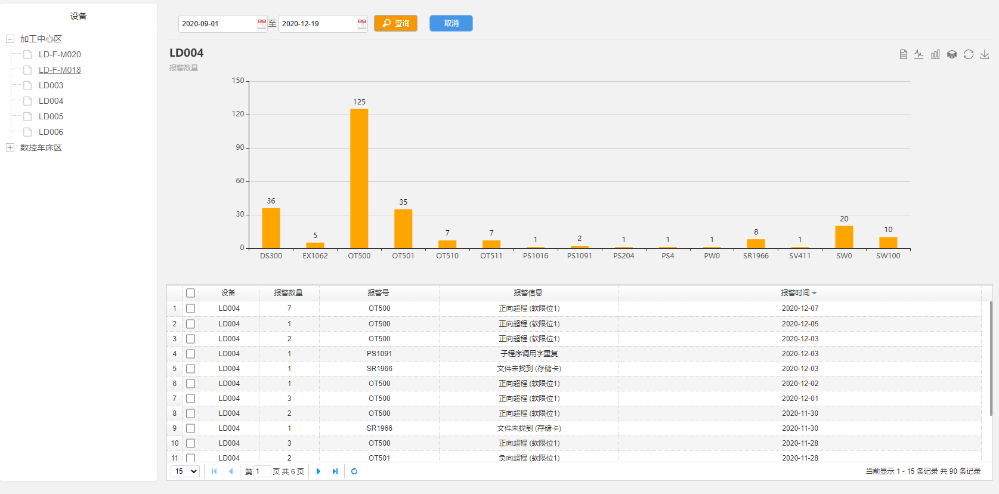 设备
加工中心区
LD-F-M020
LD-F-M018
LD003
LD004
LD005
LD006
数控车床区
2020-09-01 至 2020-12-19 查询 取消
LD004
报警数量
150
120
90
60
30
0
36
5
125
35
7
7
1
2
1
1
1
8
1
20
10
DS300 EX1062 OT500 OT501 OT510 OT511 PS1016 PS1091 PS204 PS4 PW0 SR1966 SV411 SW0 SW100
设备 报警数量 报警号 报警信息 报警时间
1 LD004 7 OT500 正向超程 (软限位1) 2020-12-07
2 LD004 1 OT500 正向超程 (软限位1) 2020-12-05
3 LD004 2 OT500 正向超程 (软限位1) 2020-12-03
4 LD004 1 PS1091 子程序调用字重复 2020-12-03
5 LD004 1 SR1966 文件未找到 (存储卡) 2020-12-03
6 LD004 1 OT500 正向超程 (软限位1) 2020-12-02
7 LD004 3 OT500 正向超程 (软限位1) 2020-12-01
8 LD004 2 OT500 正向超程 (软限位1) 2020-11-30
9 LD004 1 SR1966 文件未找到 (存储卡) 2020-11-30
10 LD004 3 OT500 正向超程 (软限位1) 2020-11-28
11 LD004 2 OT501 负向超程 (软限位1) 2020-11-28
15 第 1 页 共 6 页 当前显示 1 - 15 条记录 共 90 条记录